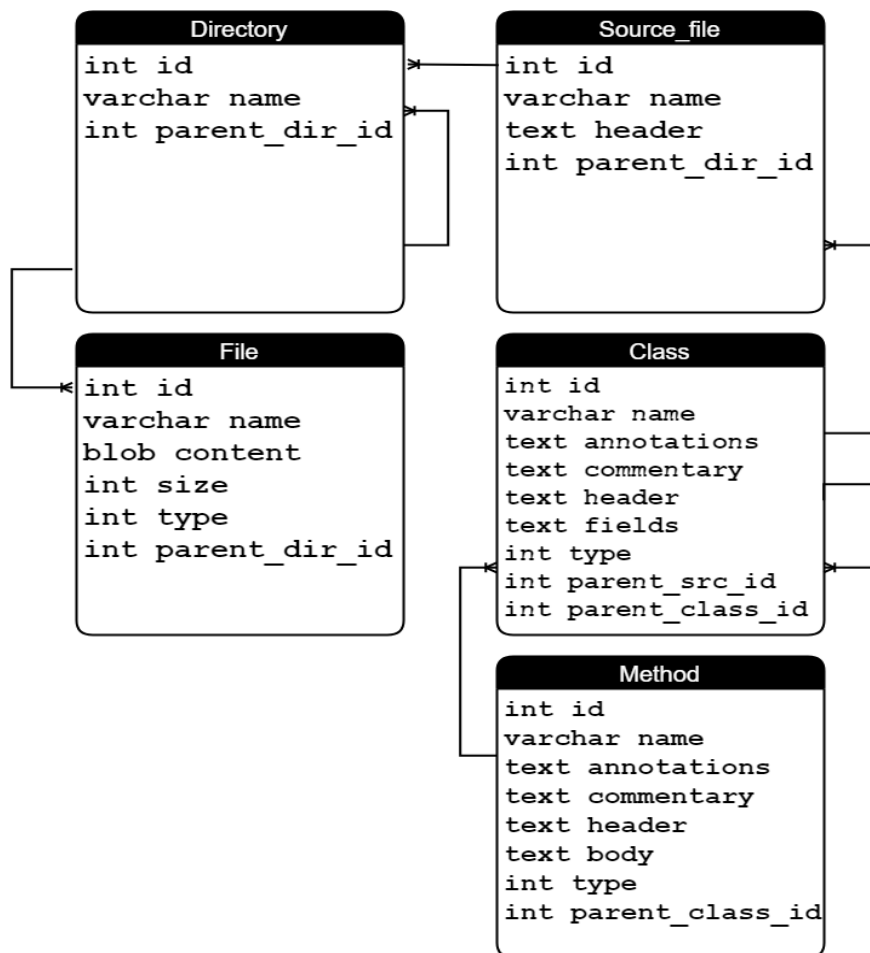 Directory
int id
varchar name
int parent_dir_id
Source_file
int id
varchar name
text header
int parent_dir_id
File
int id
varchar name
blob content
int size
int type
int parent_dir_id
Class
int id
varchar name
text annotations
text commentary
text header
text fields
int type
int parent_src_id
int parent_class_id
Method
int id
varchar name
text annotations
text commentary
text header
text body
int type
int parent_class_id